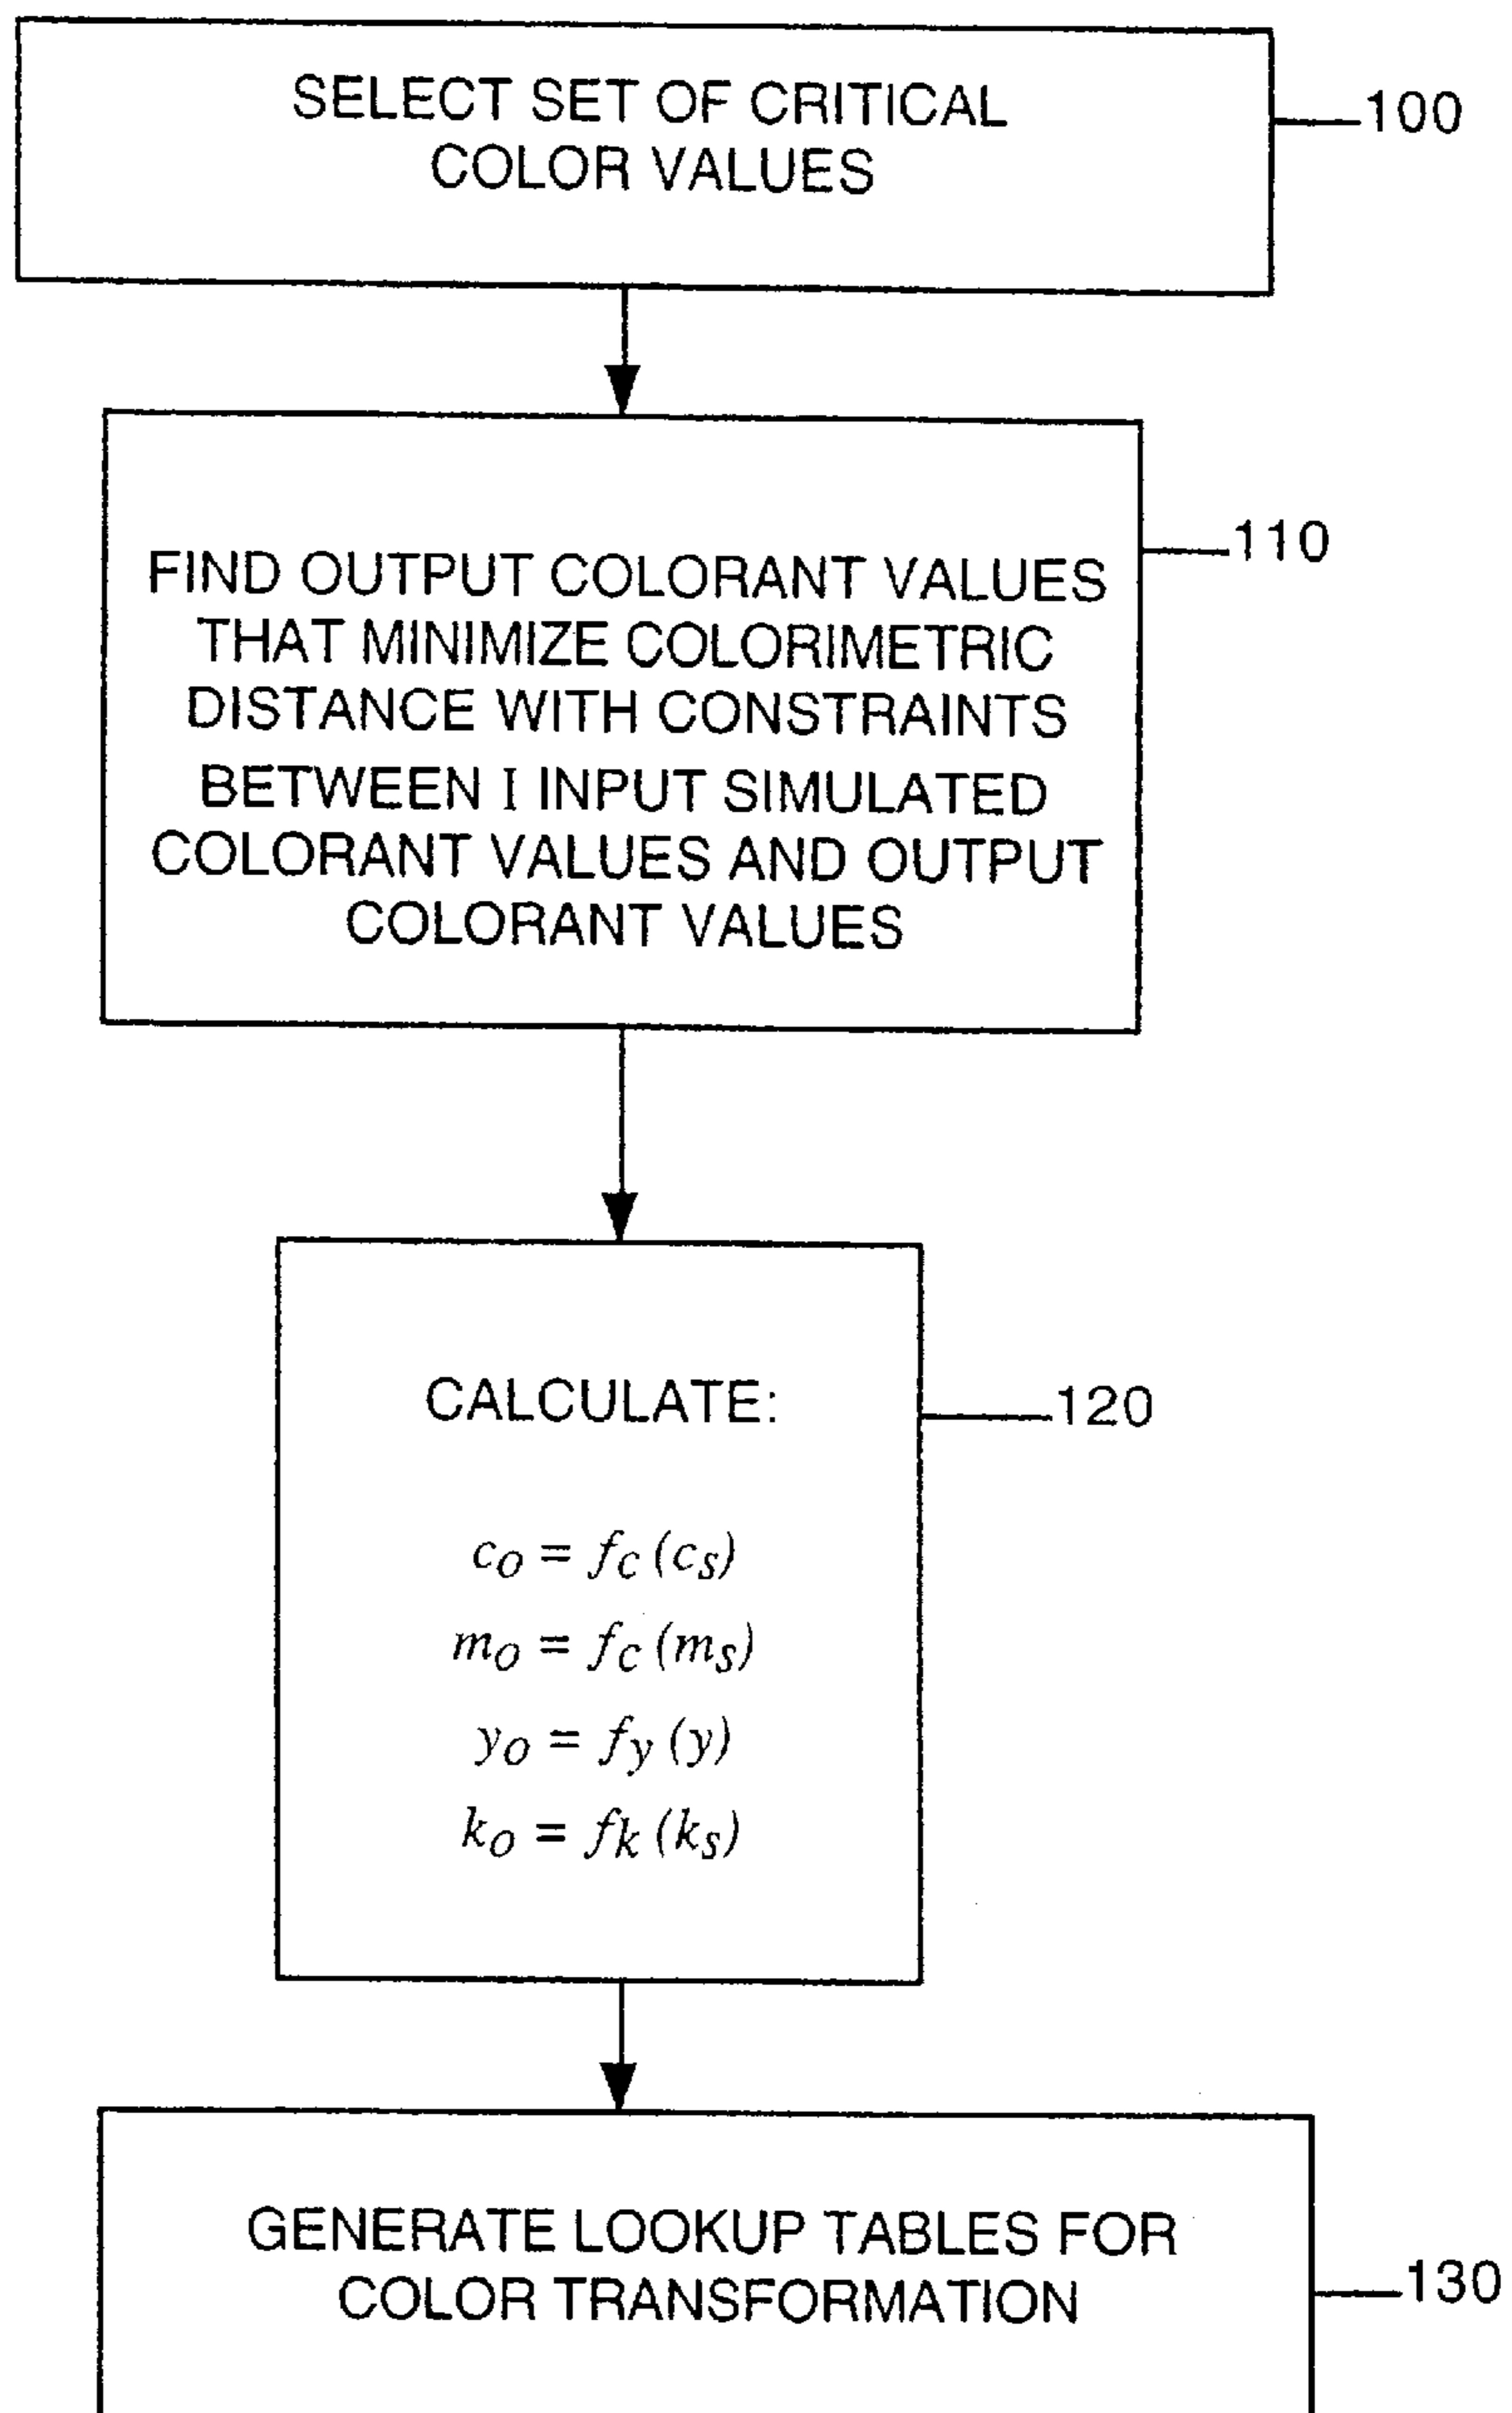 SELECT SET OF CRITICAL
COLOR VALUES
100
FIND OUTPUT COLORANT VALUES
THAT MINIMIZE COLORIMETRIC
DISTANCE WITH CONSTRAINTS
BETWEEN I INPUT SIMULATED
COLORANT VALUES AND OUTPUT
COLORANT VALUES
110
CALCULATE:
120
c_o = f_c (c_s)
m_o = f_c (m_s)
y_o = f_y (y)
k_o = f_k (k_s)
GENERATE LOOKUP TABLES FOR
COLOR TRANSFORMATION
130